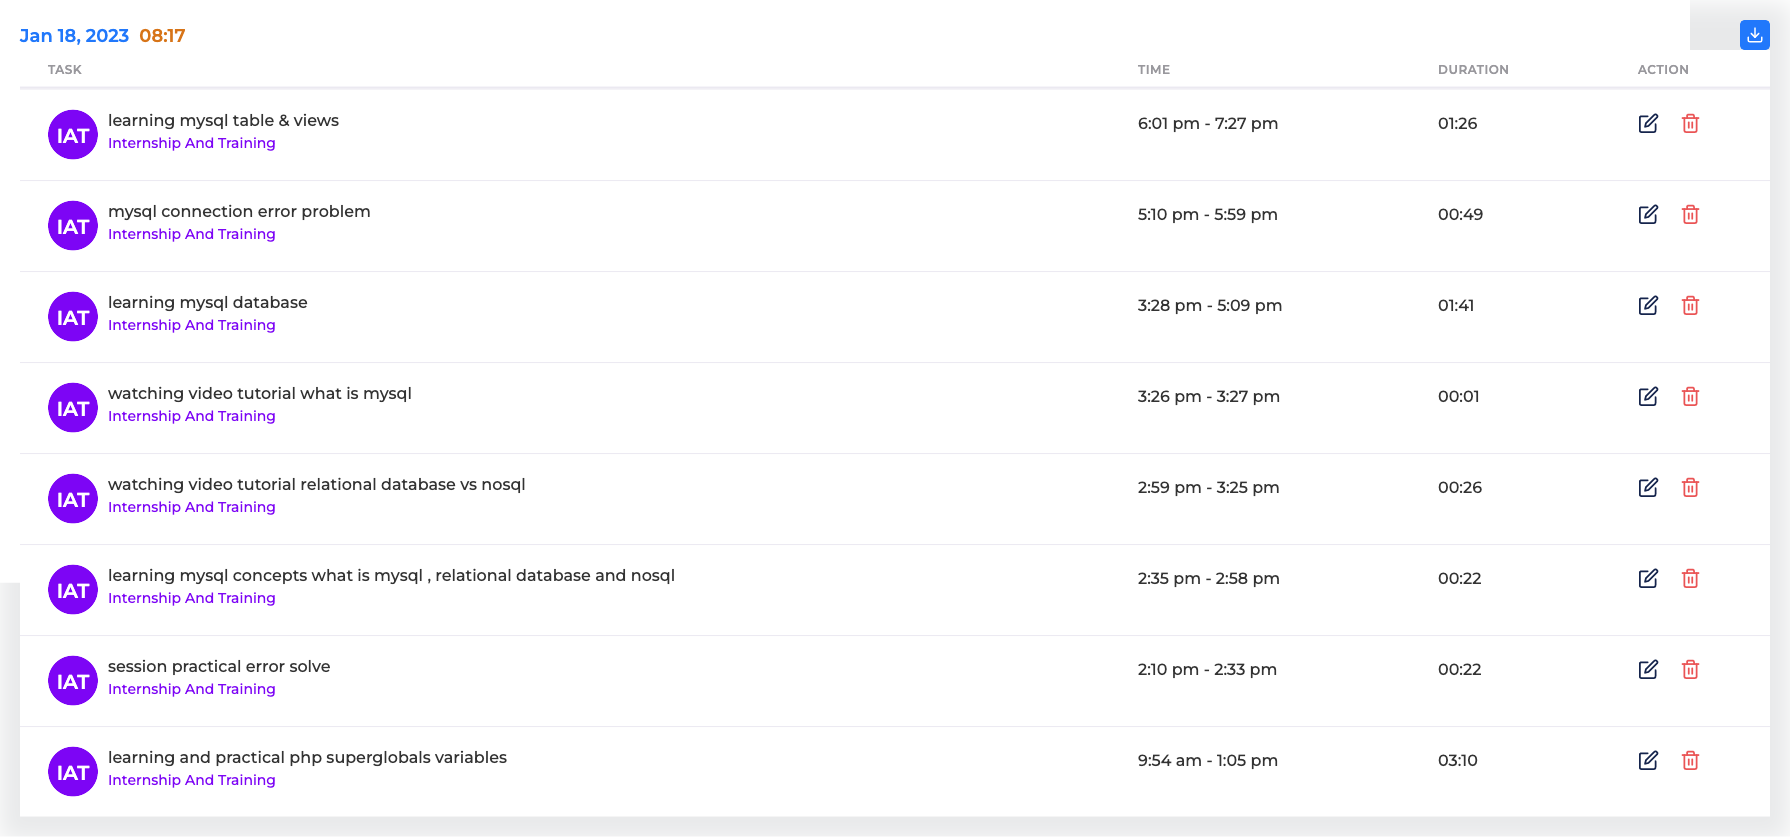 Jan 18, 2023 08:17
TASK TIME DURATION ACTION
IAT learning mysql table & views 6:01 pm - 7:27 pm 01:26
Internship And Training
IAT mysql connection error problem 5:10 pm - 5:59 pm 00:49
Internship And Training
IAT learning mysql database 3:28 pm - 5:09 pm 01:41
Internship And Training
IAT watching video tutorial what is mysql 3:26 pm - 3:27 pm 00:01
Internship And Training
IAT watching video tutorial relational database vs nosql 2:59 pm - 3:25 pm 00:26
Internship And Training
IAT learning mysql concepts what is mysql , relational database and nosql 2:35 pm - 2:58 pm 00:22
Internship And Training
IAT session practical error solve 2:10 pm - 2:33 pm 00:22
Internship And Training
IAT learning and practical php superglobals variables 9:54 am - 1:05 pm 03:10
Internship And Training